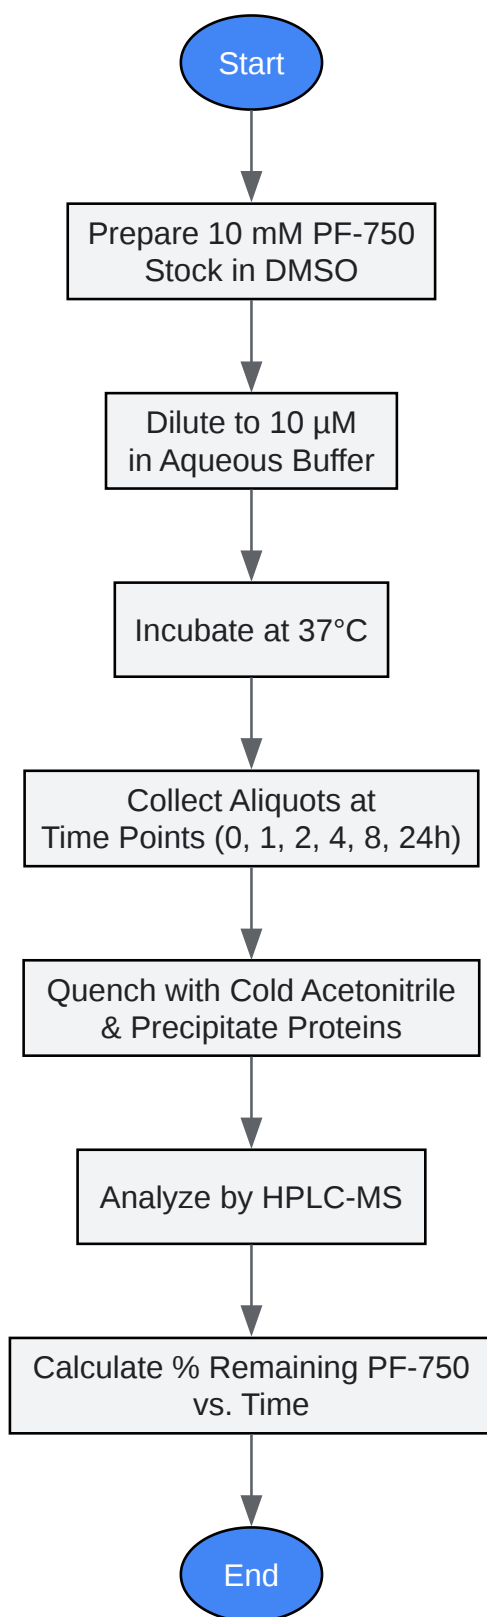 Start
Prepare 10 mM PF-750
Stock in DMSO
Dilute to 10 µM
in Aqueous Buffer
Incubate at 37°C
Collect Aliquots at
Time Points (0, 1, 2, 4, 8, 24h)
Quench with Cold Acetonitrile
& Precipitate Proteins
Analyze by HPLC-MS
Calculate % Remaining PF-750
vs. Time
End